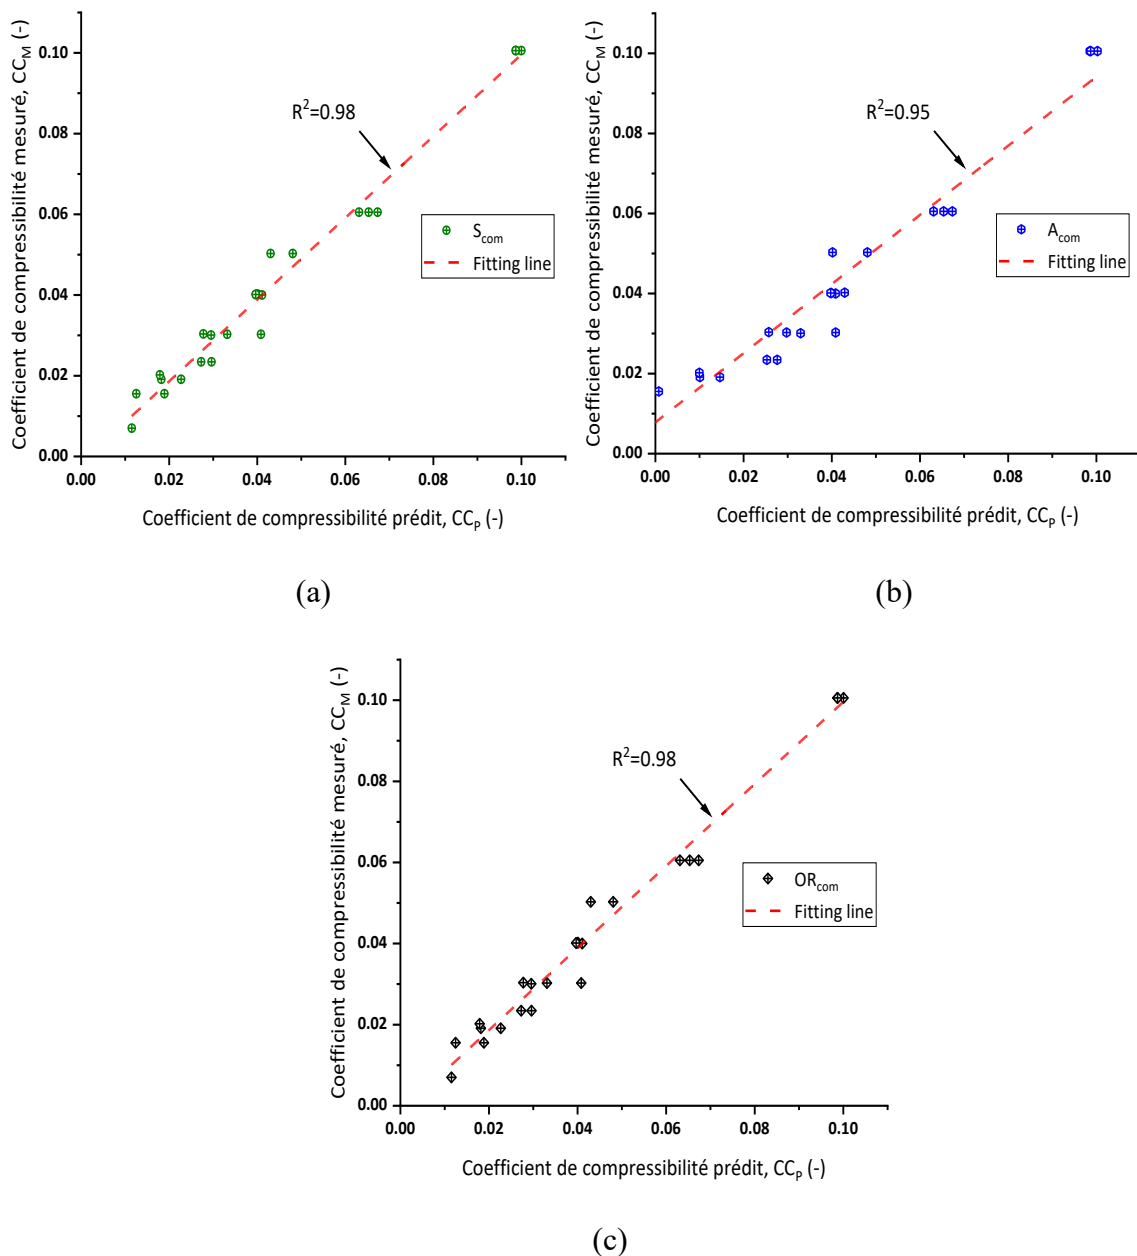 Coefficient de compressibilité mesuré, CC_M (-)
0.10
0.08
0.06
0.04
0.02
0.00
R²=0.98
S_com
Fitting line
0.00 0.02 0.04 0.06 0.08 0.10
Coefficient de compressibilité prédit, CC_P (-)
(a)
Coefficient de compressibilité mesuré, CC_M (-)
0.10
0.08
0.06
0.04
0.02
0.00
R²=0.95
A_com
Fitting line
0.00 0.02 0.04 0.06 0.08 0.10
Coefficient de compressibilité prédit, CC_P (-)
(b)
Coefficient de compressibilité mesuré, CC_M (-)
0.10
0.08
0.06
0.04
0.02
0.00
R²=0.98
OR_com
Fitting line
0.00 0.02 0.04 0.06 0.08 0.10
Coefficient de compressibilité prédit, CC_P (-)
(c)